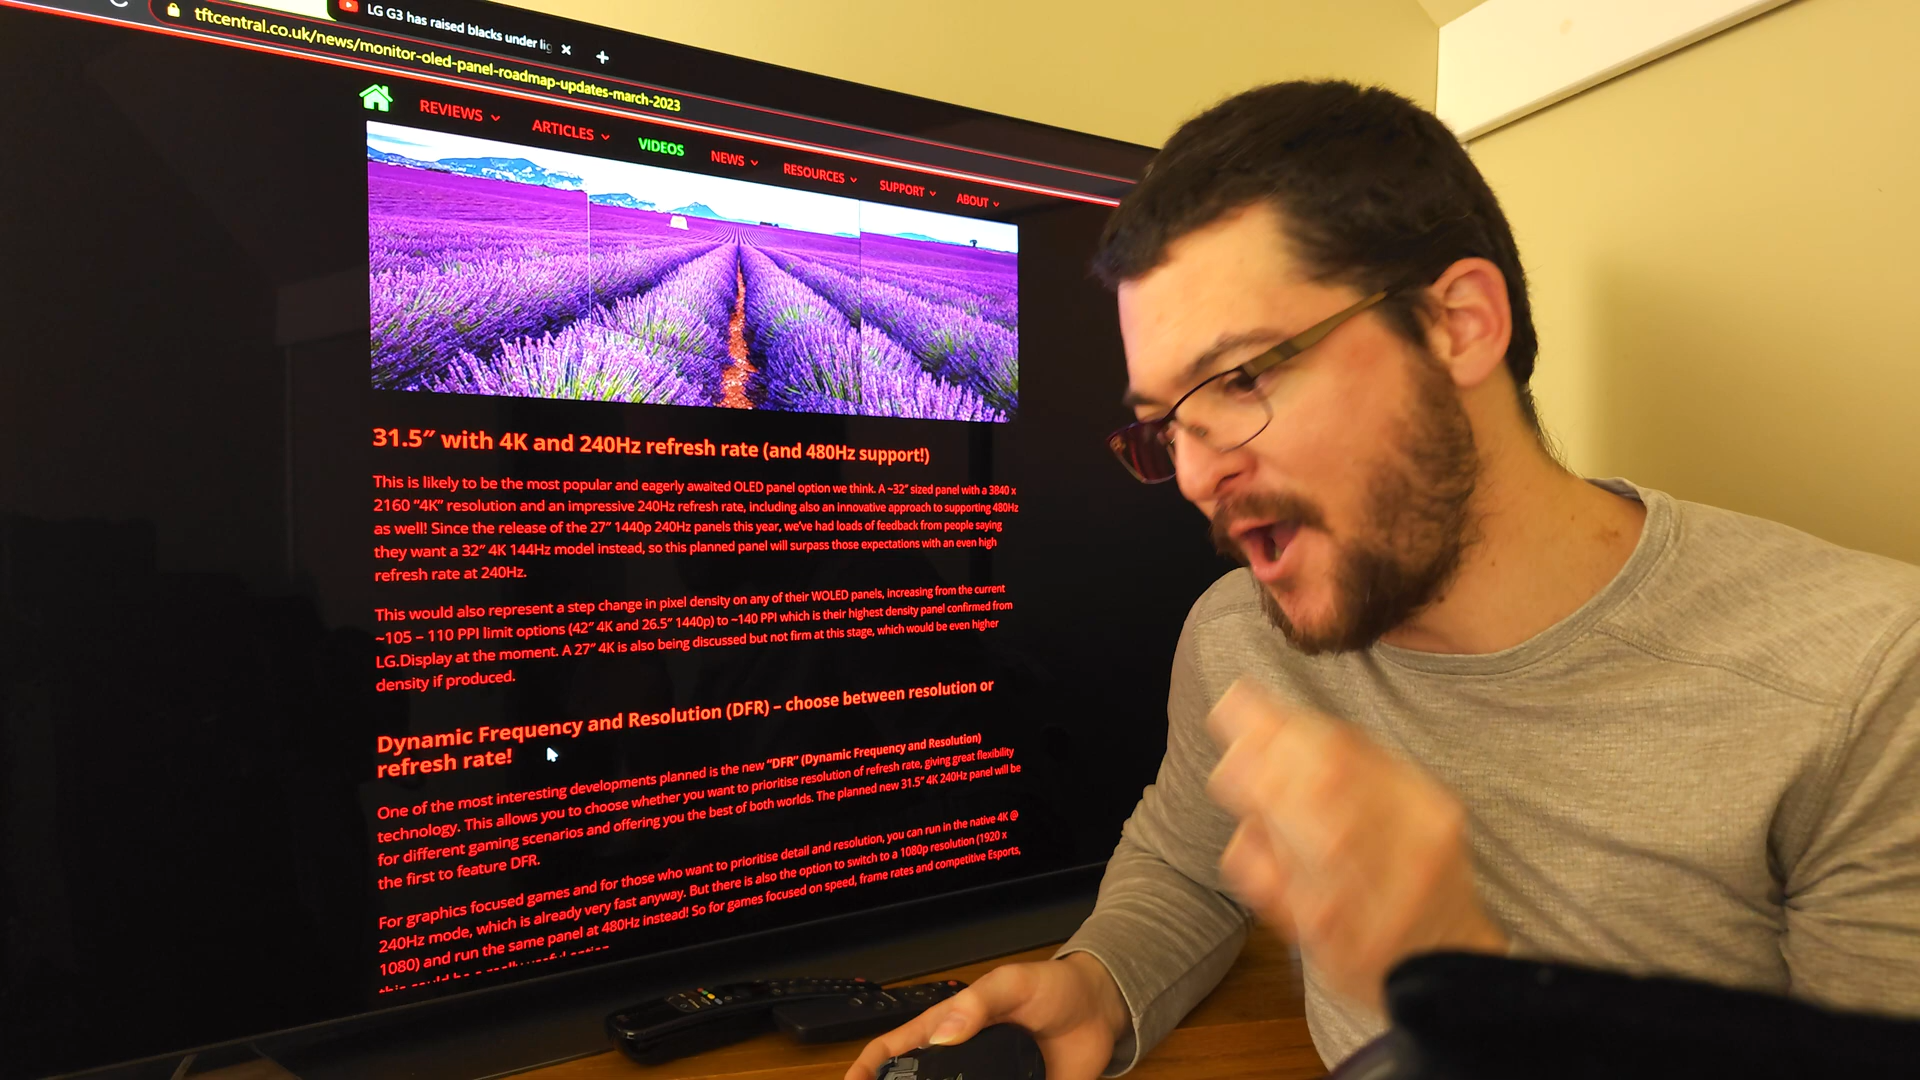 LG G3 has raised blacks under lig
tftcentral.co.uk/news/monitor-oled-panel-roadmap-updates-march-2023
REVIEWS ARTICLES VIDEOS NEWS RESOURCES SUPPORT ABOUT
31.5″ with 4K and 240Hz refresh rate (and 480Hz support!)
This is likely to be the most popular and eagerly awaited OLED panel option we think. A ~32″ sized panel with a 3840 x
2160 “4K” resolution and an impressive 240Hz refresh rate, including also an innovative approach to supporting 480Hz
as well! Since the release of the 27″ 1440p 240Hz panels this year, we’ve had loads of feedback from people saying
they want a 32″ 4K 144Hz model instead, so this planned panel will surpass those expectations with an even high
refresh rate at 240Hz.
This would also represent a step change in pixel density on any of their WOLED panels, increasing from the current
~105 – 110 PPI limit options (42″ 4K and 26.5″ 1440p) to ~140 PPI which is their highest density panel confirmed from
LG.Display at the moment. A 27″ 4K is also being discussed but not firm at this stage, which would be even higher
density if produced.
Dynamic Frequency and Resolution (DFR) – choose between resolution or
refresh rate!
One of the most interesting developments planned is the new “DFR” (Dynamic Frequency and Resolution)
technology. This allows you to choose whether you want to prioritise resolution of refresh rate, giving great flexibility
for different gaming scenarios and offering you the best of both worlds. The planned new 31.5″ 4K 240Hz panel will be
the first to feature DFR.
For graphics focused games and for those who want to prioritise detail and resolution, you can run in the native 4K @
240Hz mode, which is already very fast anyway. But there is also the option to switch to a 1080p resolution (1920 x
1080) and run the same panel at 480Hz instead! So for games focused on speed, frame rates and competitive Esports,
this could be a really useful option